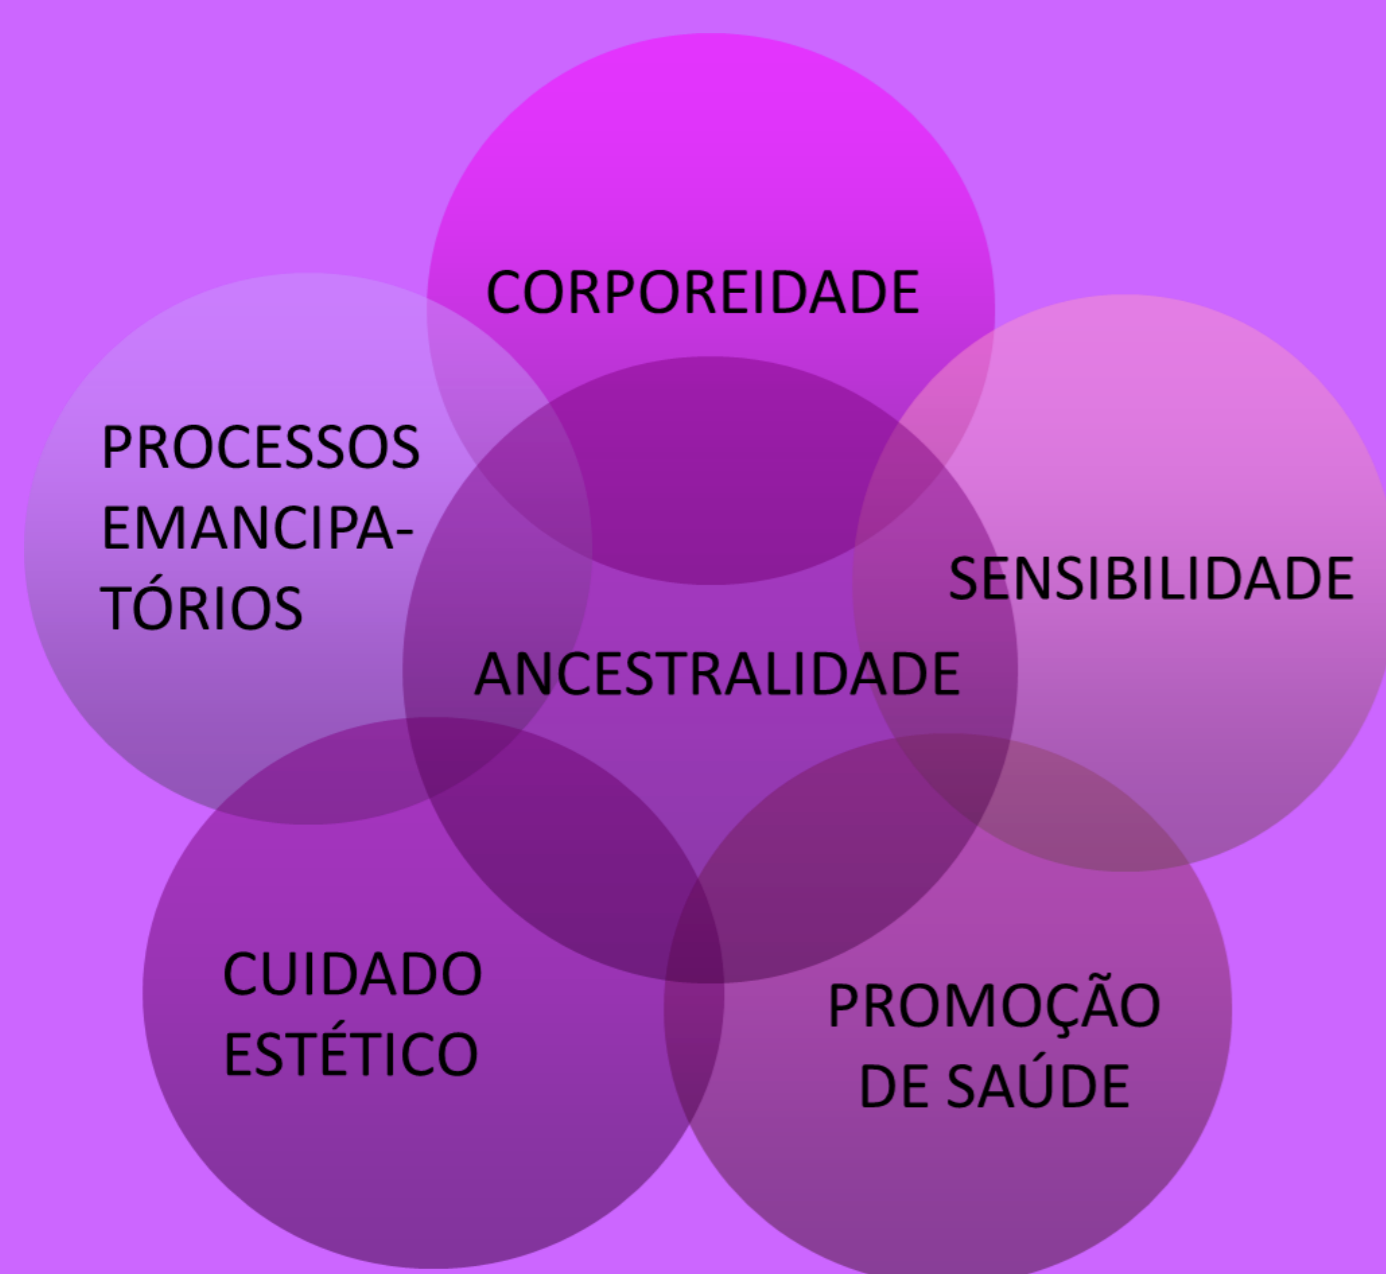 CORPOREIDADE
PROCESSOS
EMANCIPA-
TÓRIOS
SENSIBILIDADE
ANCESTRALIDADE
CUIDADO
ESTÉTICO
PROMOÇÃO
DE SAÚDE